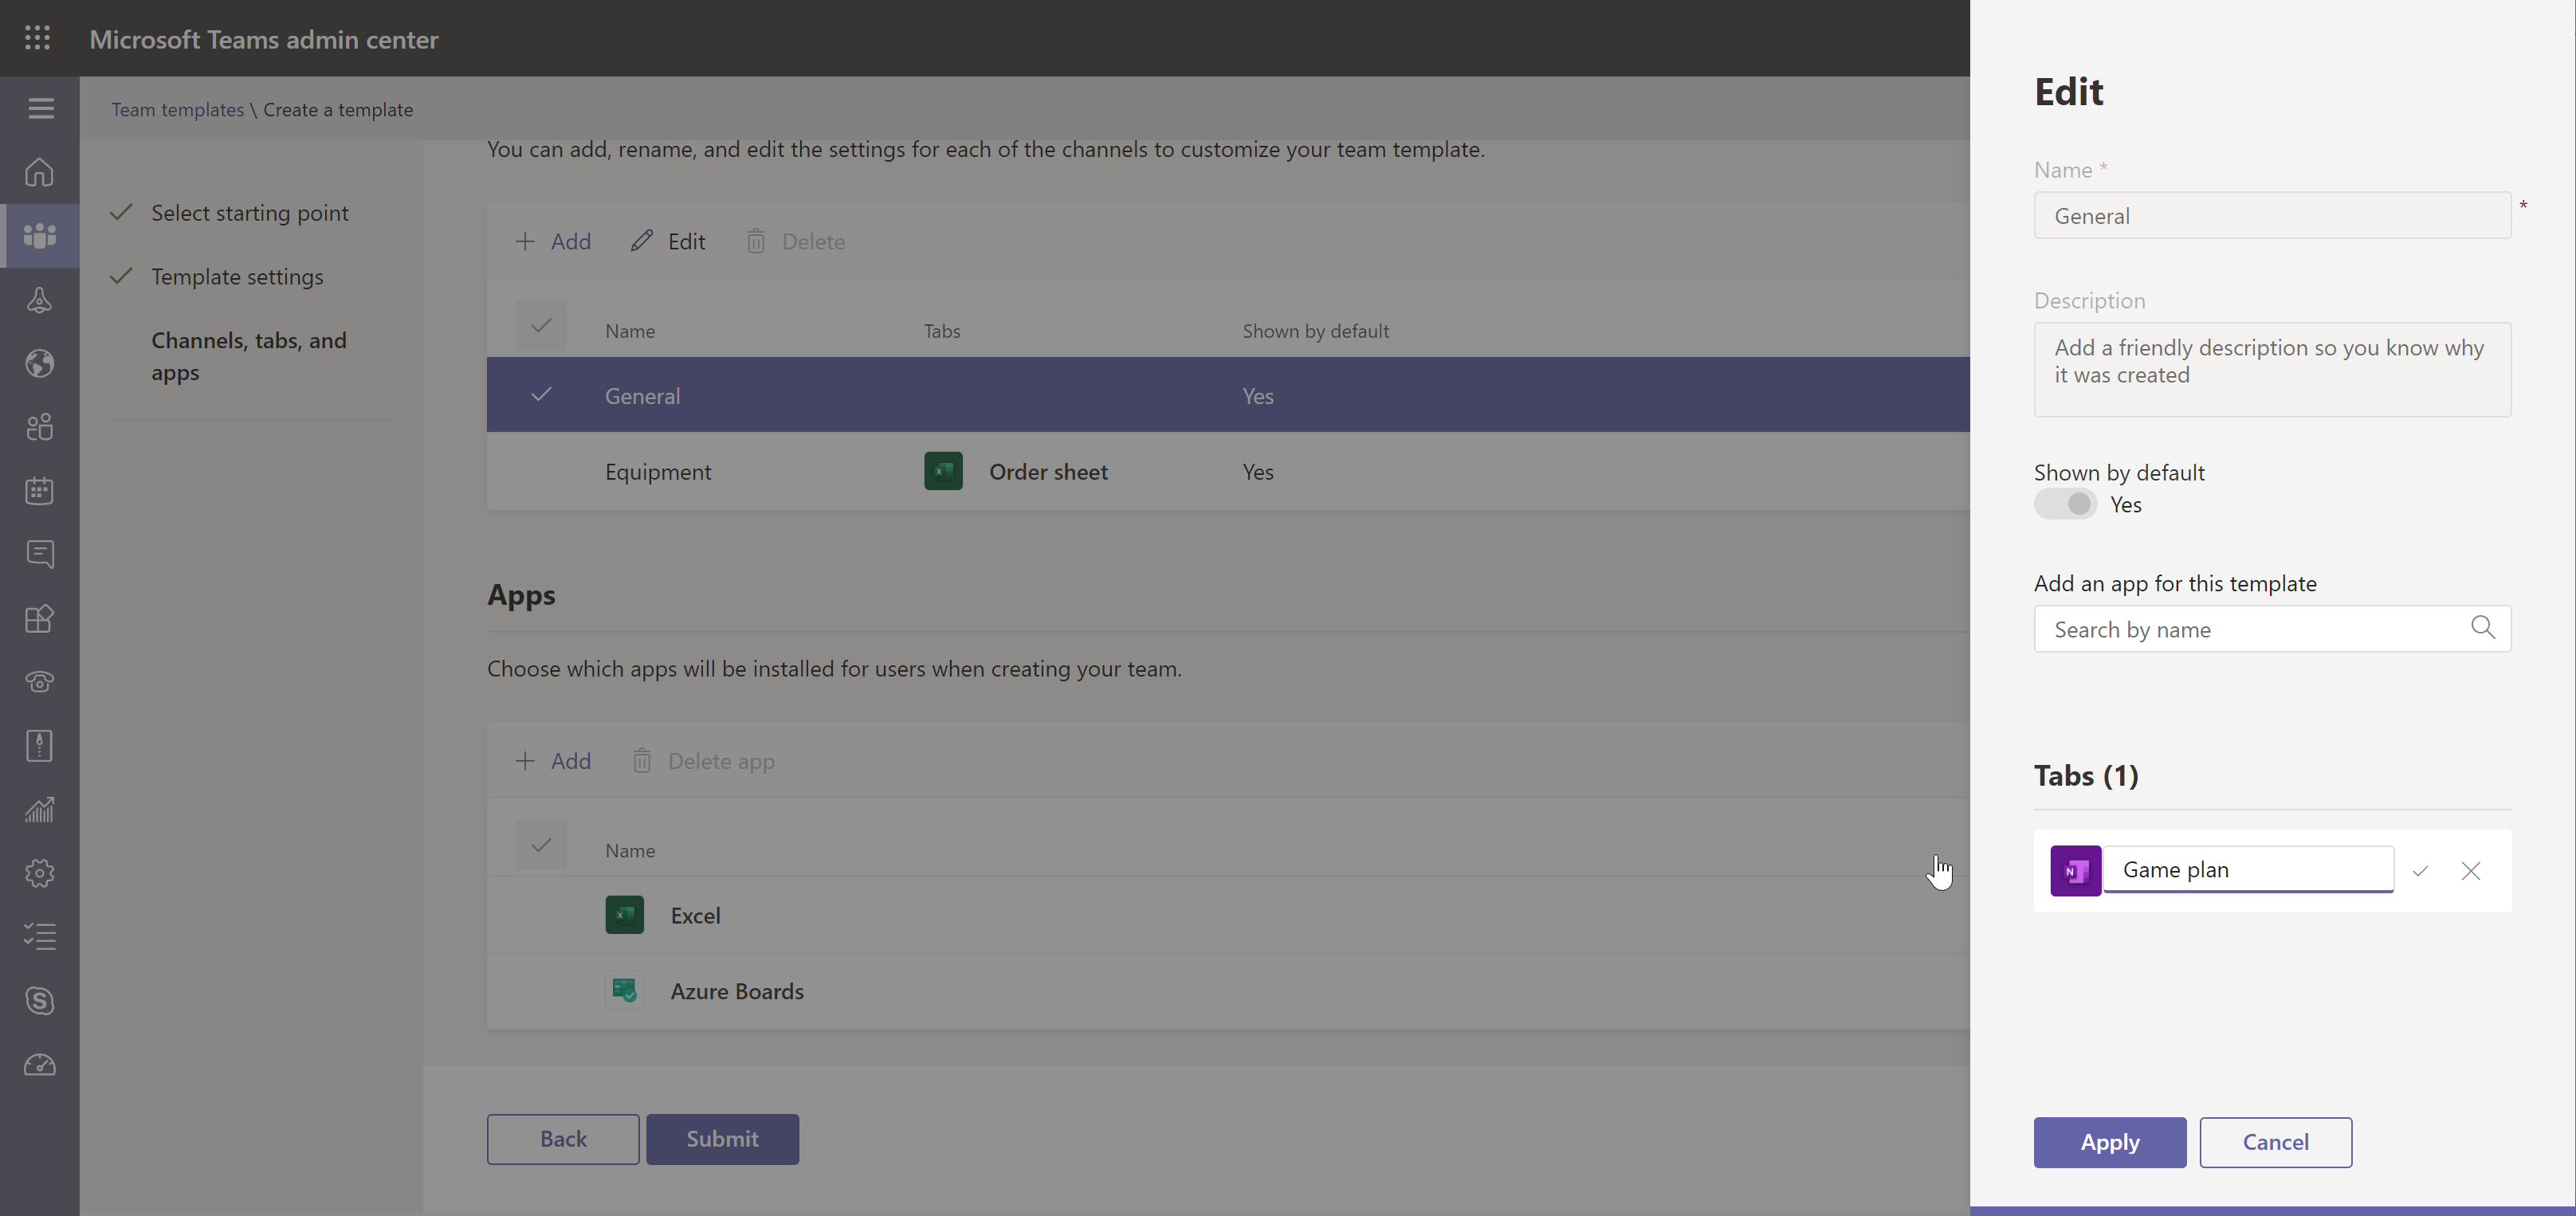 Microsoft Teams admin center
Team templates \ Create a template
Select starting point
Template settings
Channels, tabs, and
apps
You can add, rename, and edit the settings for each of the channels to customize your team template.
Add Edit Delete
Name Tabs Shown by default
General Yes
Equipment Order sheet Yes
Apps
Choose which apps will be installed for users when creating your team.
Add Delete app
Name
Excel
Azure Boards
Back Submit
Edit
Name *
General *
Description
Add a friendly description so you know why
it was created
Shown by default
Yes
Add an app for this template
Search by name
Tabs (1)
N Game plan
Apply Cancel